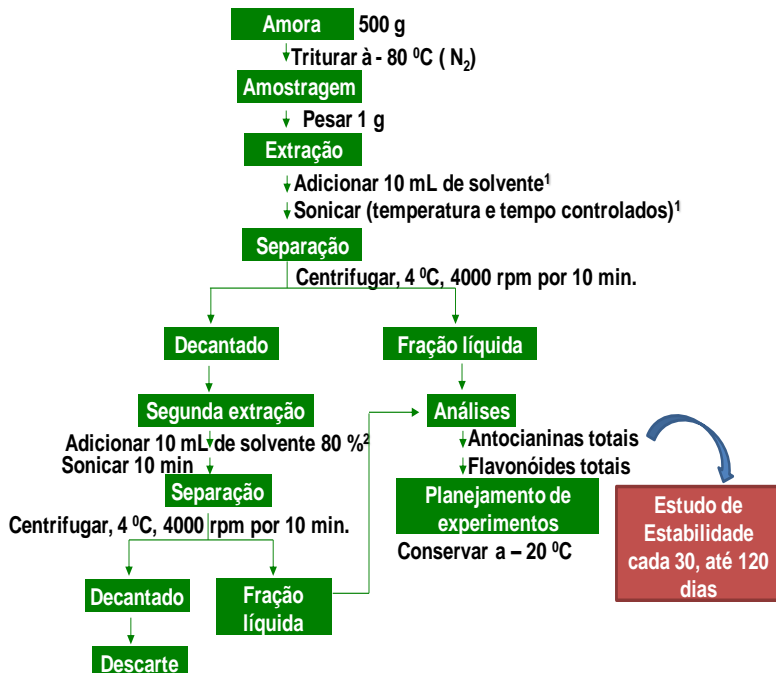 Amora 500 g
Triturar à - 80 ⁰C ( N₂)
Amostragem
Pesar 1 g
Extração
Adicionar 10 mL de solvente¹
Sonicar (temperatura e tempo controlados)¹
Separação
Centrifugar, 4 ⁰C, 4000 rpm por 10 min.
Decantado
Fração líquida
Segunda extração
Análises
Adicionar 10 mL de solvente 80 %²
Sonicar 10 min
Antocianinas totais
Flavonóides totais
Separação
Planejamento de
experimentos
Conservar a – 20 ⁰C
Estudo de
Estabilidade
cada 30, até 120
dias
Centrifugar, 4 ⁰C, 4000 rpm por 10 min.
Decantado
Fração
líquida
Descarte